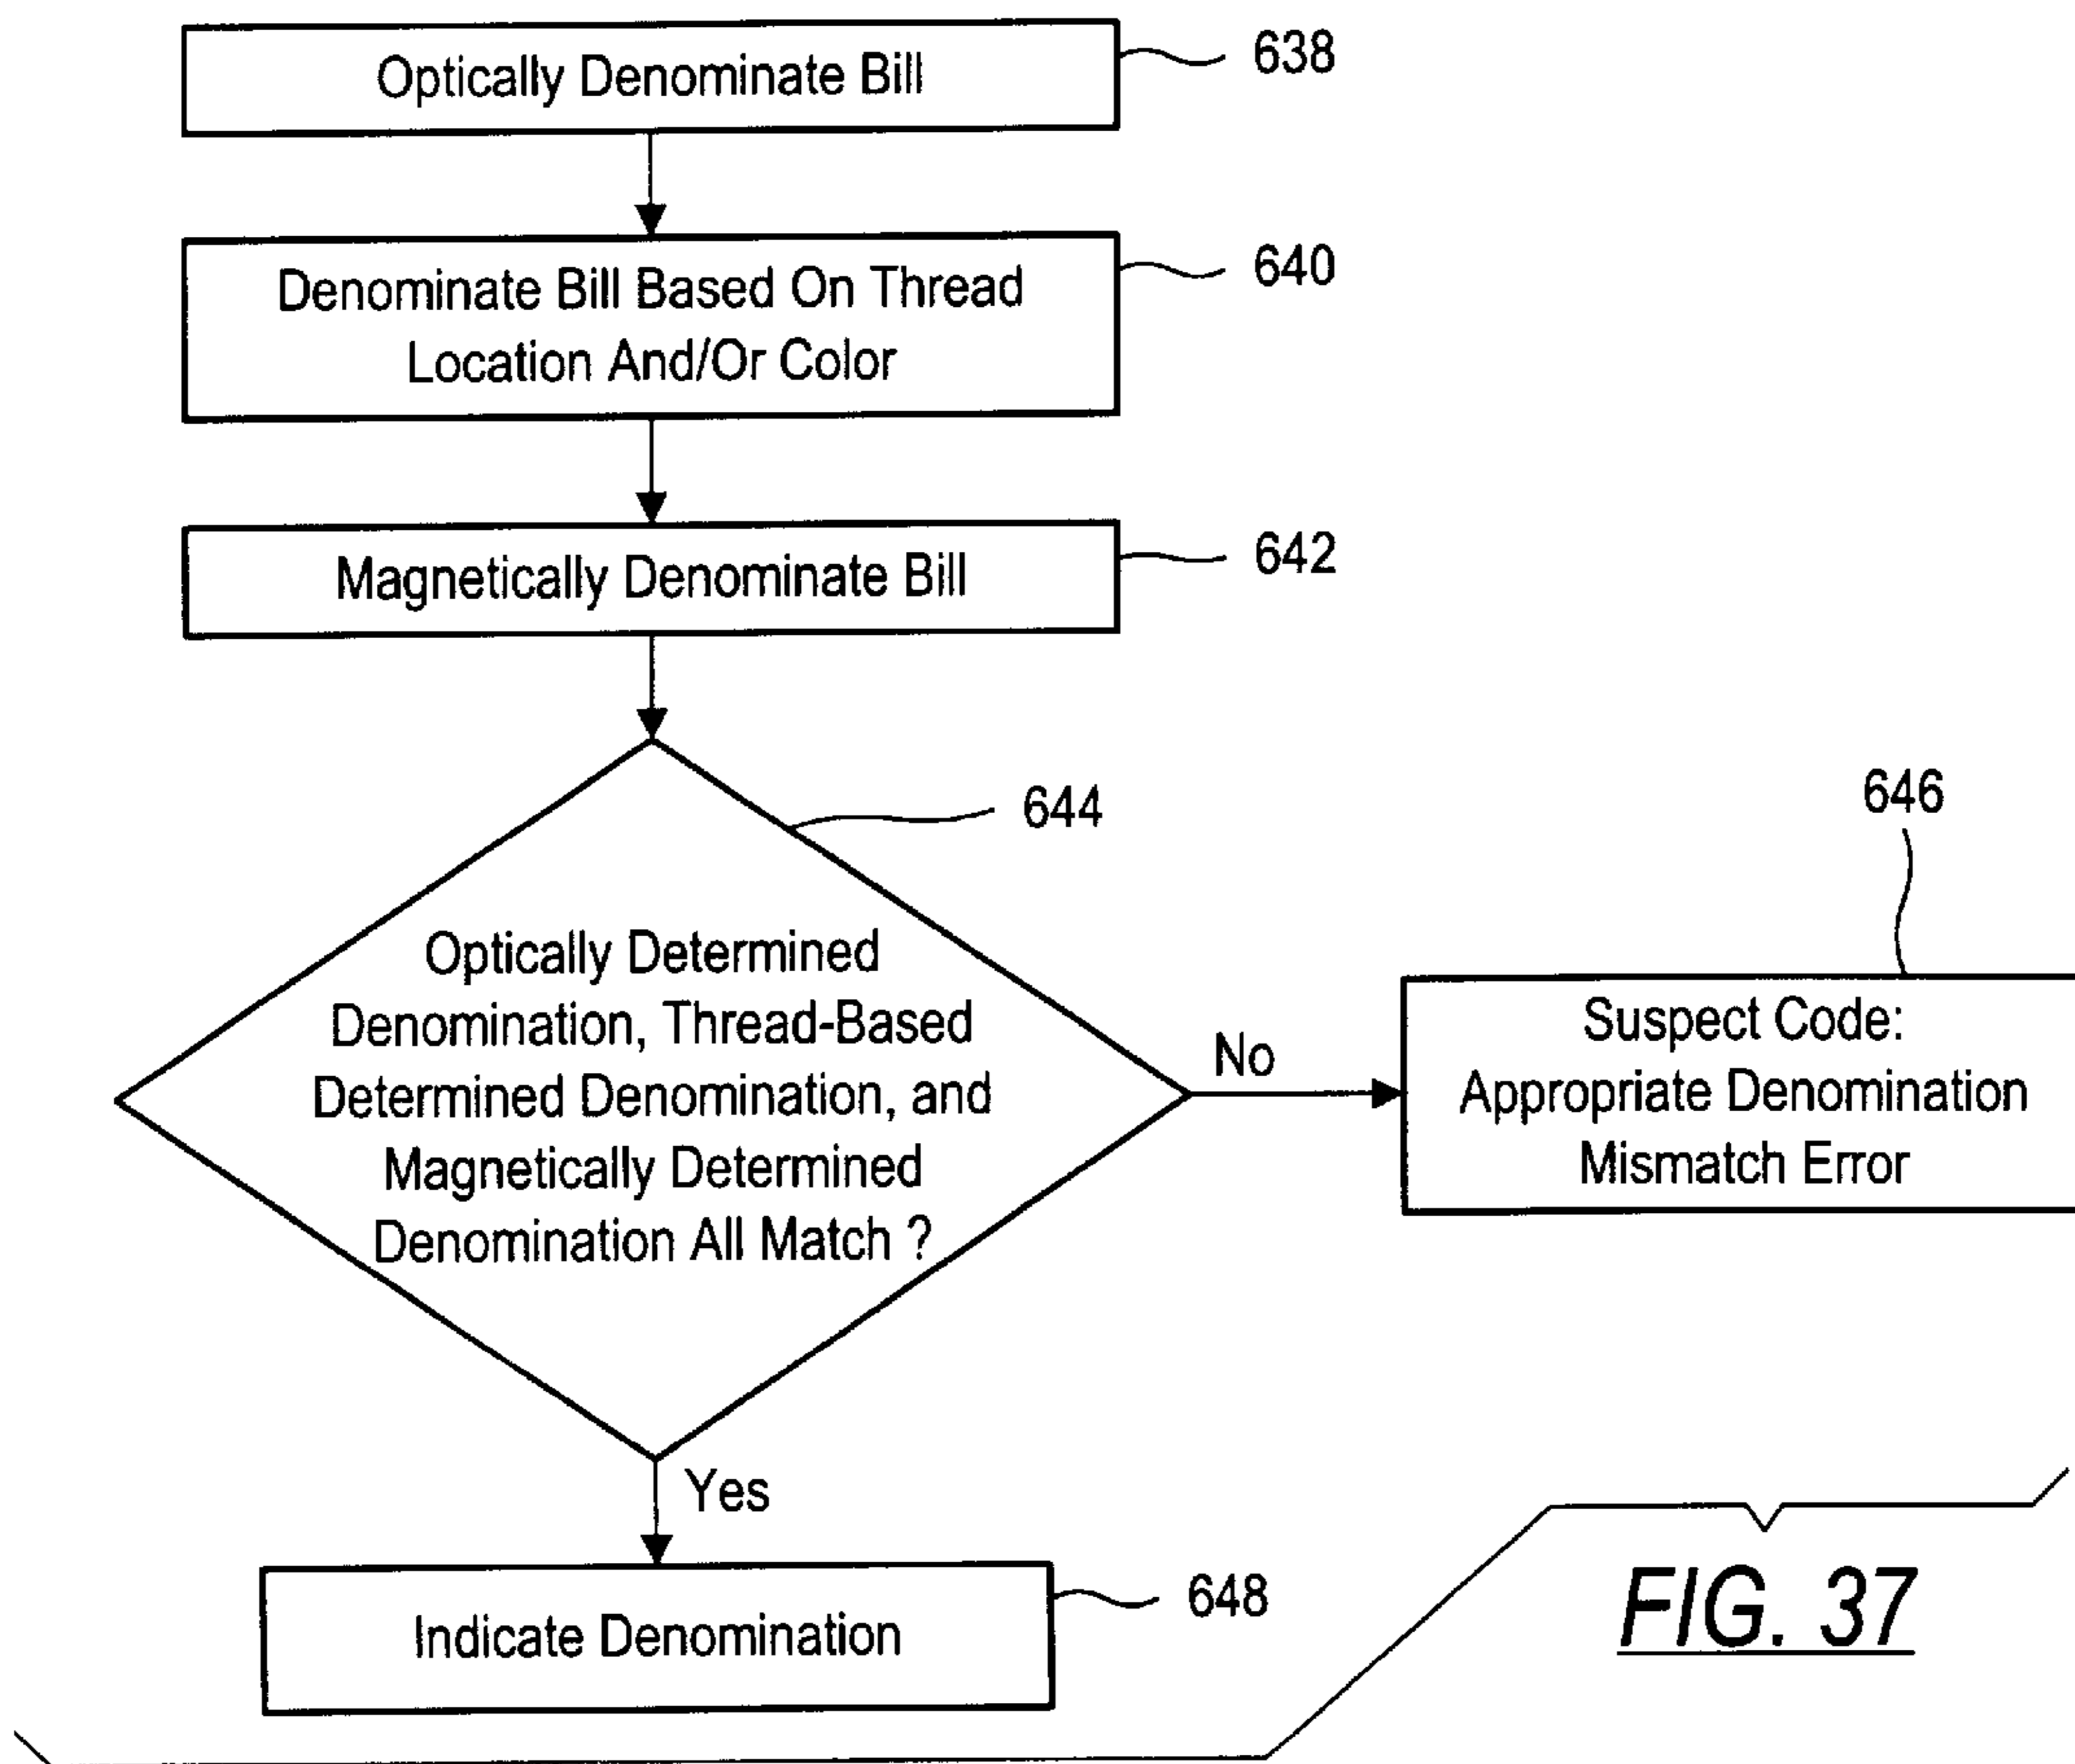 Optically Denominate Bill
638
Denominate Bill Based On Thread
Location And/Or Color
640
Magnetically Denominate Bill
642
644
Optically Determined
Denomination, Thread-Based
Determined Denomination, and
Magnetically Determined
Denomination All Match ?
No
646
Suspect Code:
Appropriate Denomination
Mismatch Error
Yes
Indicate Denomination
648
FIG. 37